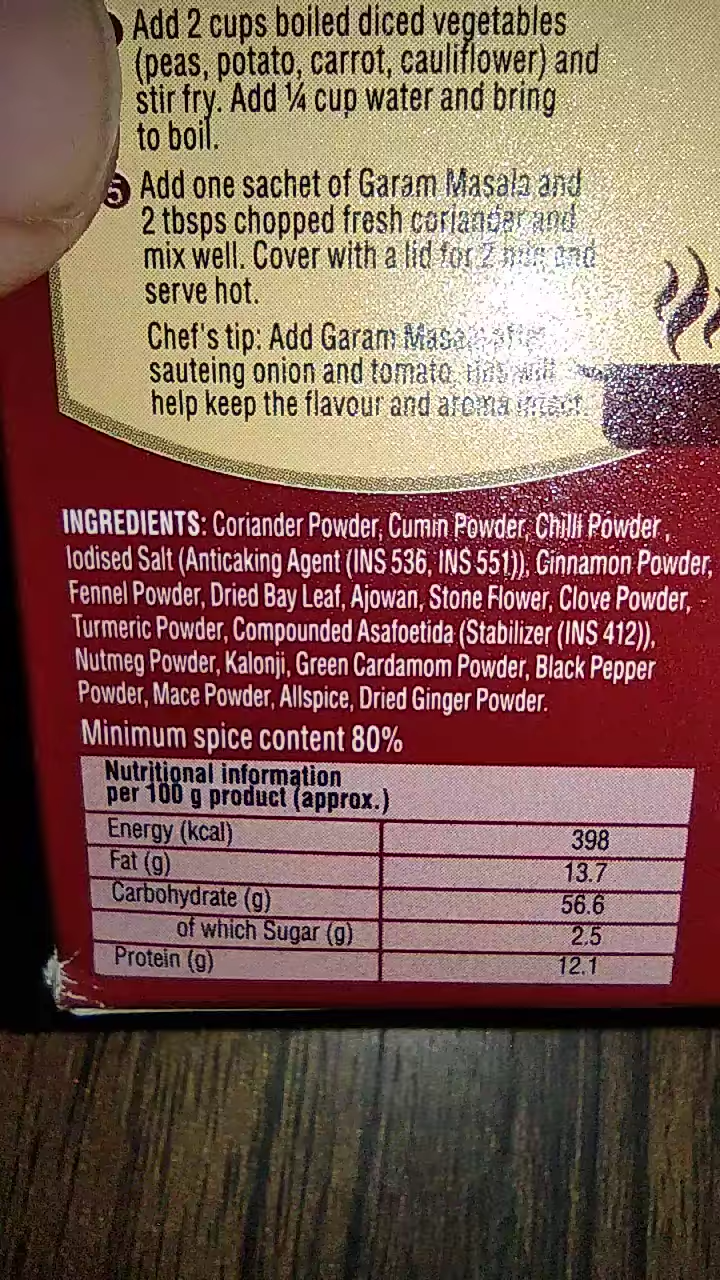 Add 2 cups boiled diced vegetables
(peas, potato, carrot, cauliflower) and
stir fry. Add ¼ cup water and bring
to boil.
5 Add one sachet of Garam Masala and
2 tbsps chopped fresh coriander and
mix well. Cover with a lid for 2 min and
serve hot.
Chef's tip: Add Garam Masala after
sauteing onion and tomato, this will
help keep the flavour and aroma intact.
INGREDIENTS: Coriander Powder, Cumin Powder, Chilli Powder,
Iodised Salt (Anticaking Agent (INS 536, INS 551)), Cinnamon Powder,
Fennel Powder, Dried Bay Leaf, Ajowan, Stone Flower, Clove Powder,
Turmeric Powder, Compounded Asafoetida (Stabilizer (INS 412)),
Nutmeg Powder, Kalonji, Green Cardamom Powder, Black Pepper
Powder, Mace Powder, Allspice, Dried Ginger Powder.
Minimum spice content 80%
Nutritional information
per 100 g product (approx.)
Energy (kcal) 398
Fat (g) 13.7
Carbohydrate (g) 56.6
of which Sugar (g) 2.5
Protein (g) 12.1